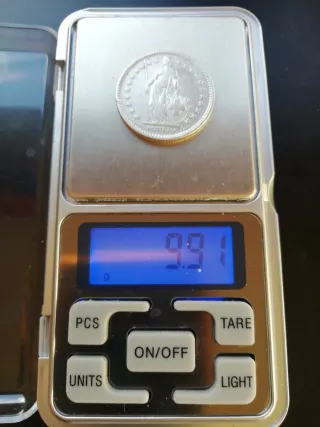 9.91
g
PCS
TARE
ON/OFF
UNITS
LIGHT